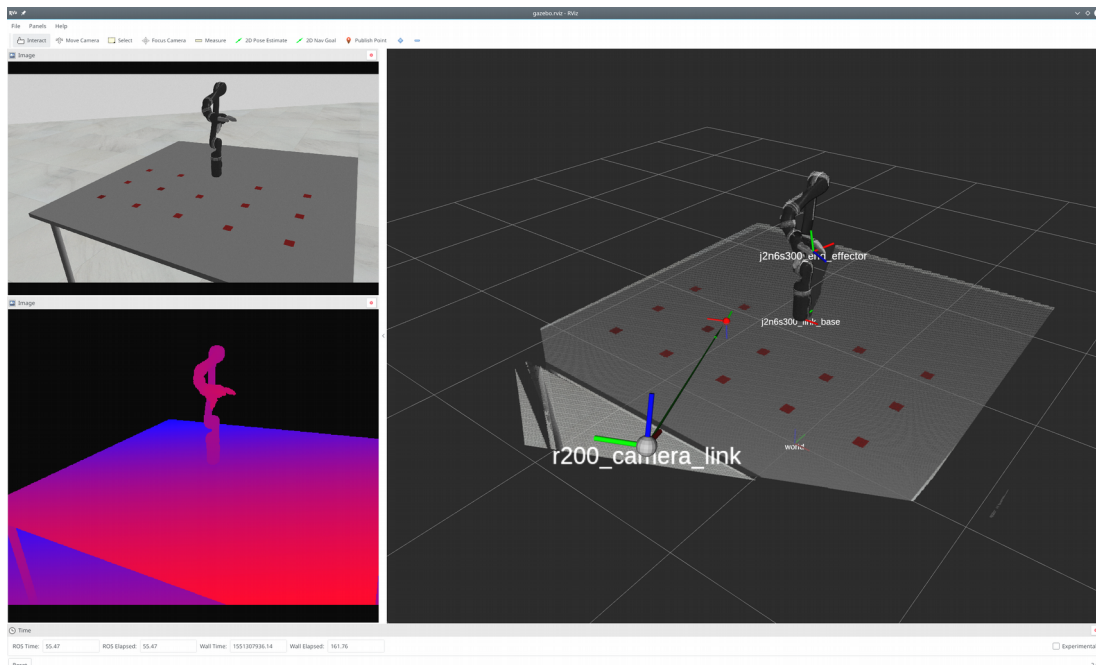 RViz
gazebo.rviz - RViz
File Panels Help
Interact Move Camera Select Focus Camera Measure 2D Pose Estimate 2D Nav Goal Publish Point
Image
Image
j2n6s300_end_effector
j2n6s300_link_base
world
r200_camera_link
Time
ROS Time: 55.47 ROS Elapsed: 55.47 Wall Time: 1551307936.14 Wall Elapsed: 161.76 Experimental
Reset